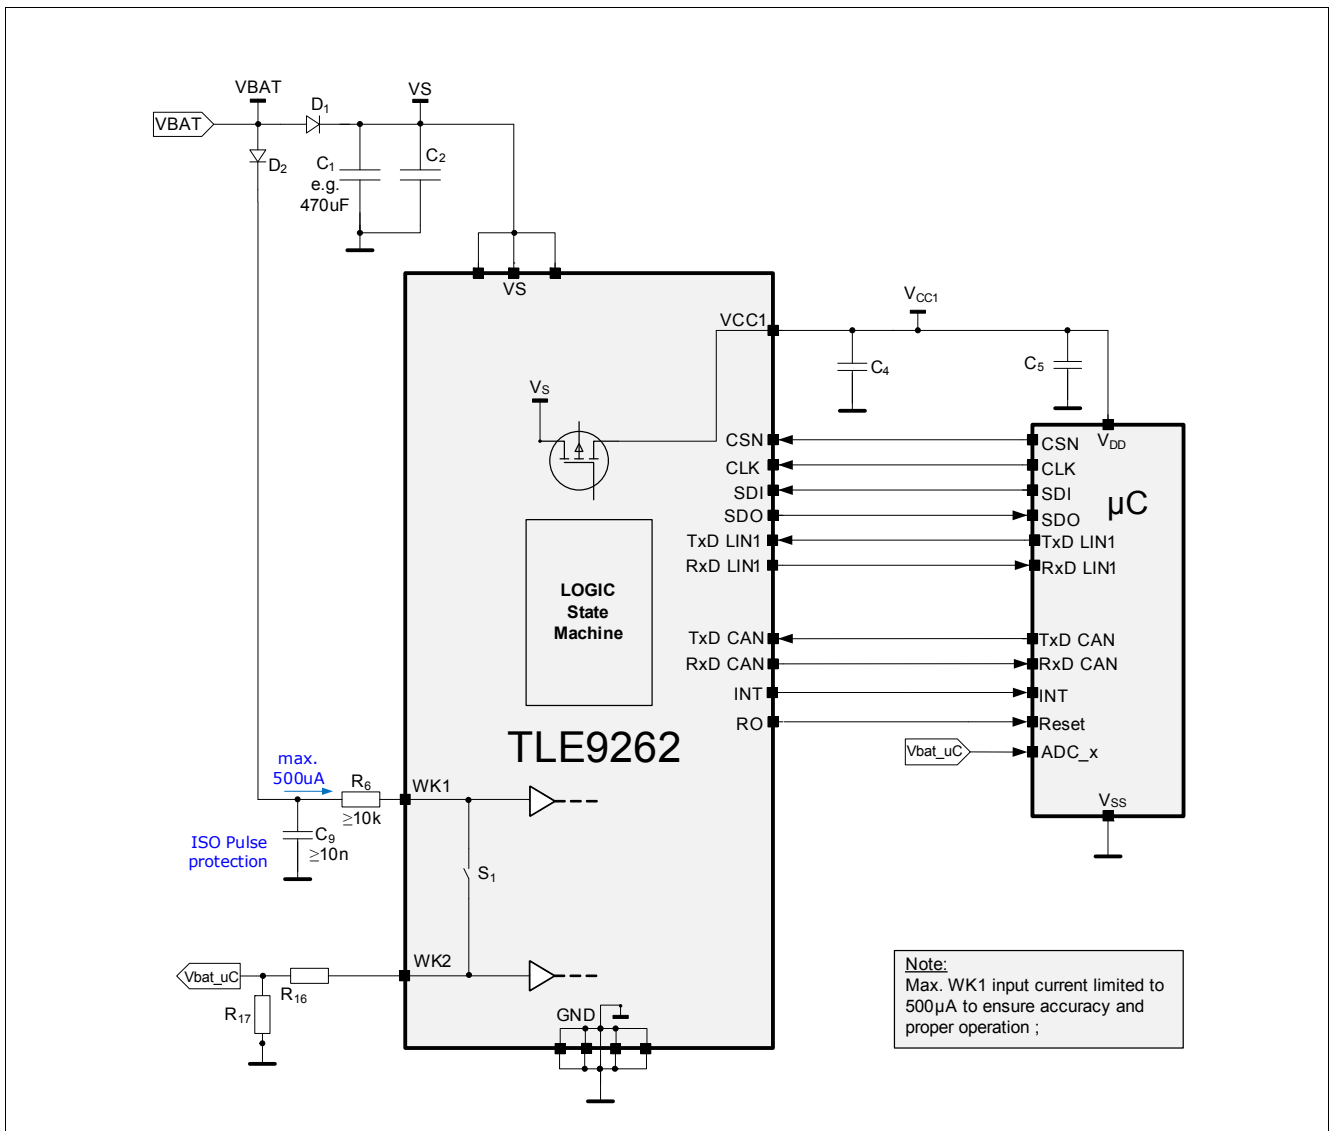 VBAT
VS
VBAT
D1
D2
C1
e.g.
470uF
C2
VS
VCC1
VCC1
C4
C5
VS
VDD
CSN
CLK
SDI
SDO
TxD LIN1
RxD LIN1
TxD CAN
RxD CAN
INT
RO
CSN
CLK
SDI
SDO
TxD LIN1
RxD LIN1
TxD CAN
RxD CAN
INT
Reset
ADC_x
µC
Vbat_uC
VSS
LOGIC
State
Machine
TLE9262
max.
500uA
R6
≥10k
WK1
ISO Pulse
protection
C9
≥10n
S1
WK2
Vbat_uC
R16
R17
GND
Note:
Max. WK1 input current limited to
500µA to ensure accuracy and
proper operation ;